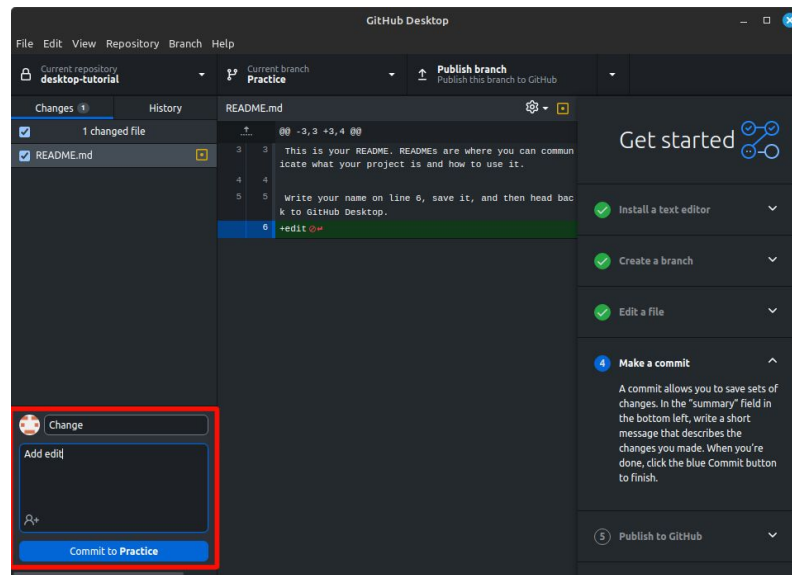 GitHub Desktop
File Edit View Repository Branch Help
Current repository
desktop-tutorial
Current branch
Practice
Publish branch
Publish this branch to GitHub
Changes 1
History
1 changed file
README.md
README.md
@@ -3,3 +3,4 @@
3 3 This is your README. READMEs are where you can commun
icate what your project is and how to use it.
4 4
5 5 Write your name on line 6, save it, and then head bac
k to GitHub Desktop.
6 +edit
Change
Add edit
Commit to Practice
Get started
Install a text editor
Create a branch
Edit a file
4 Make a commit
A commit allows you to save sets of
changes. In the "summary" field in
the bottom left, write a short
message that describes the
changes you made. When you're
done, click the blue Commit button
to finish.
5 Publish to GitHub